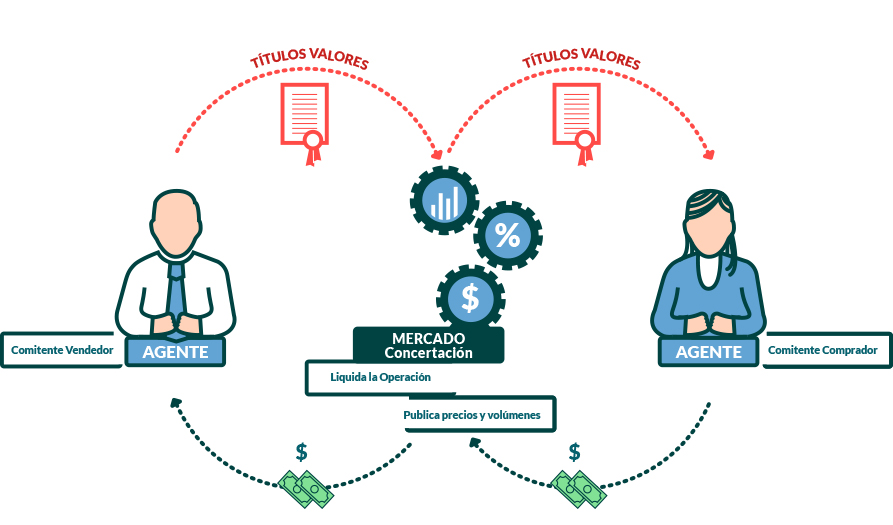 TÍTULOS VALORES
TÍTULOS VALORES
%
$
MERCADO
Concertación
Comitente Vendedor
AGENTE
AGENTE
Comitente Comprador
Liquida la Operación
Publica precios y volúmenes
$
$